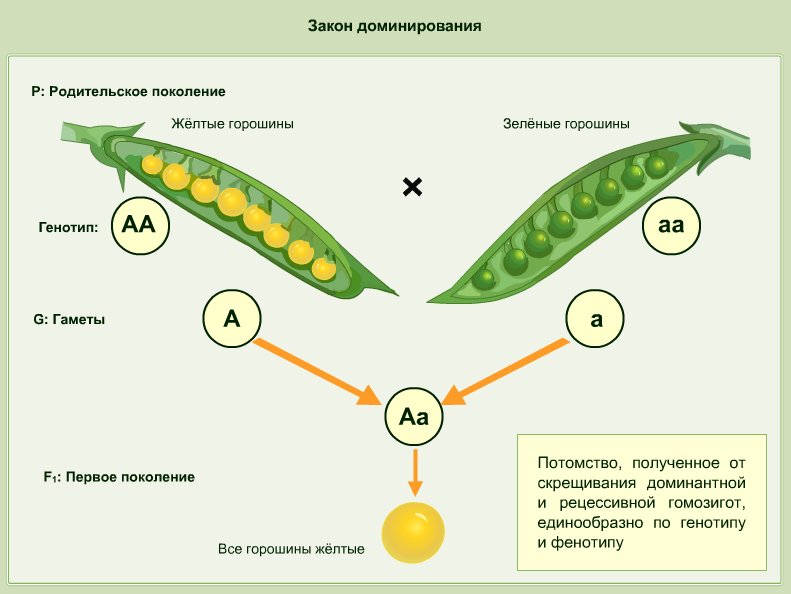 Закон доминирования
P: Родительское поколение
Жёлтые горошины
Зелёные горошины
Генотип:
AA
aa
G: Гаметы
A
a
Aa
F₁: Первое поколение
Все горошины жёлтые
Потомство, полученное от
скрещивания доминантной
и рецессивной гомозигот,
единообразно по генотипу
и фенотипу